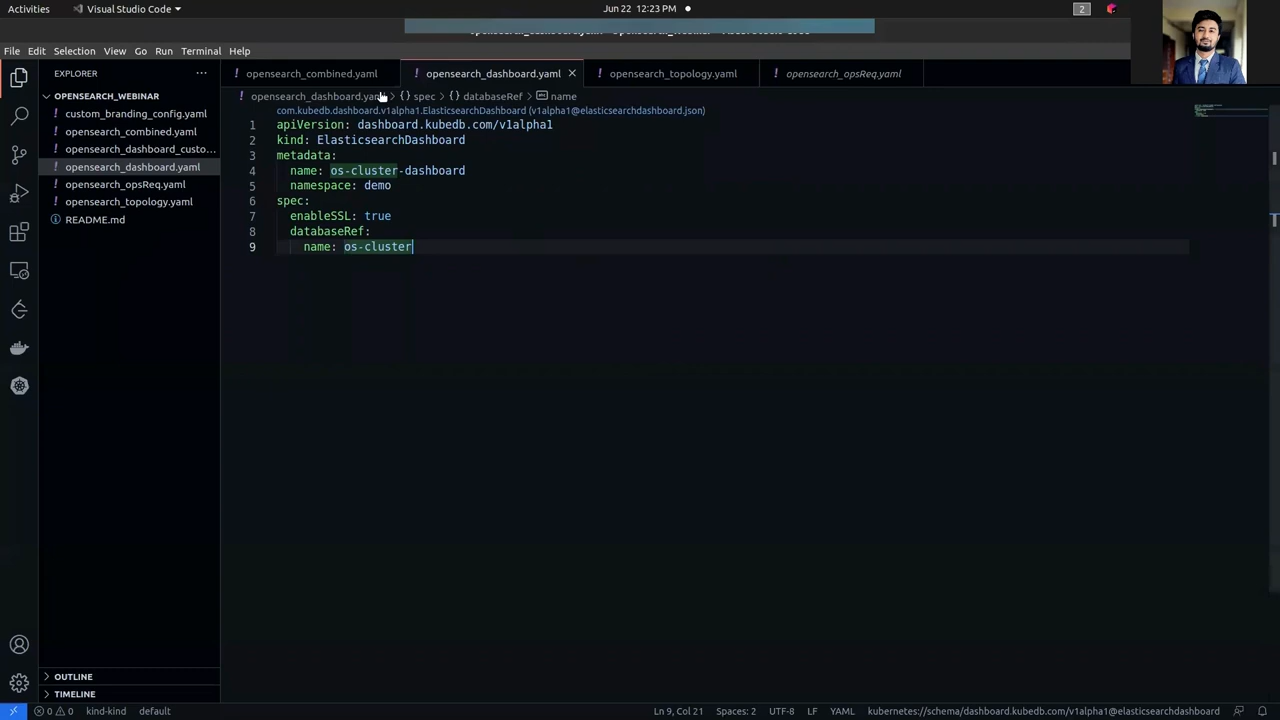 Activities
Visual Studio Code
Jun 22 12:23 PM
2
File Edit Selection View Go Run Terminal Help
EXPLORER
OPENSEARCH_WEBINAR
custom_branding_config.yaml
opensearch_combined.yaml
opensearch_dashboard_custo...
opensearch_dashboard.yaml
opensearch_opsReq.yaml
opensearch_topology.yaml
README.md
OUTLINE
TIMELINE
opensearch_combined.yaml
opensearch_dashboard.yaml
opensearch_topology.yaml
opensearch_opsReq.yaml
opensearch_dashboard.yaml > {} spec > {} databaseRef > abc name
com.kubedb.dashboard.v1alpha1.ElasticsearchDashboard (v1alpha1@elasticsearchdashboard.json)
1 apiVersion: dashboard.kubedb.com/v1alpha1
2 kind: ElasticsearchDashboard
3 metadata:
4 name: os-cluster-dashboard
5 namespace: demo
6 spec:
7 enableSSL: true
8 databaseRef:
9 name: os-cluster
0 0 kind-kind default
Ln 9, Col 21 Spaces: 2 UTF-8 LF YAML kubernetes://schema/dashboard.kubedb.com/v1alpha1@elasticsearchdashboard